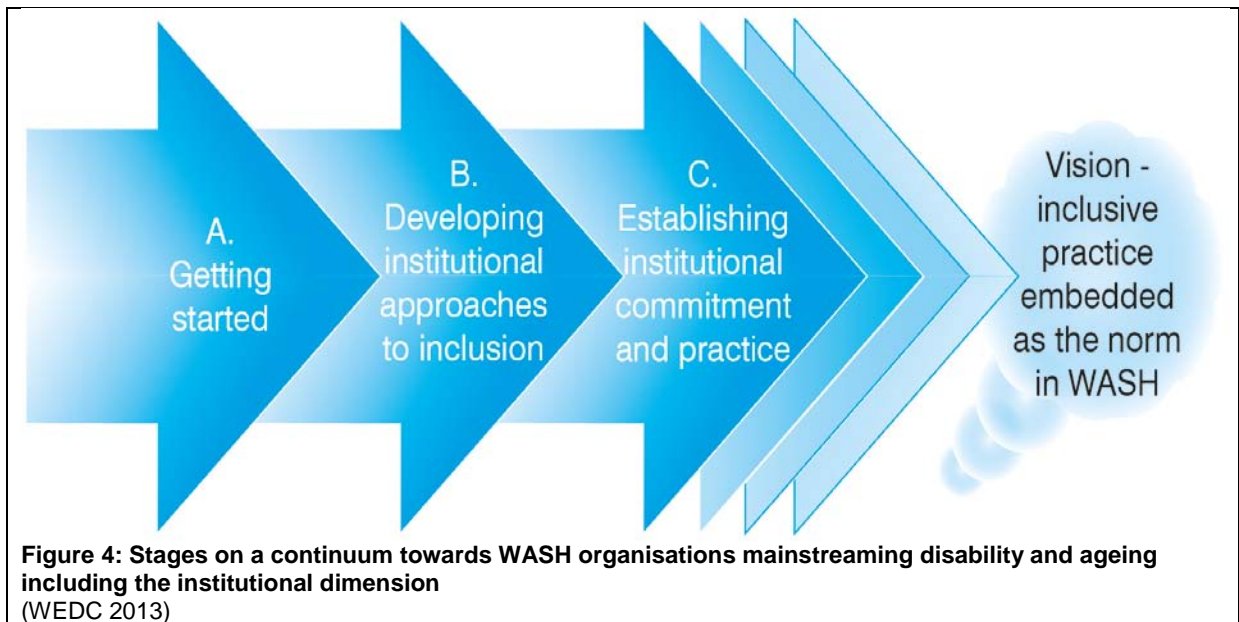 A.
Getting
started
B.
Developing
institutional
approaches
to inclusion
C.
Establishing
institutional
commitment
and practice
Vision -
inclusive
practice
embedded
as the norm
in WASH
Figure 4: Stages on a continuum towards WASH organisations mainstreaming disability and ageing
including the institutional dimension
(WEDC 2013)